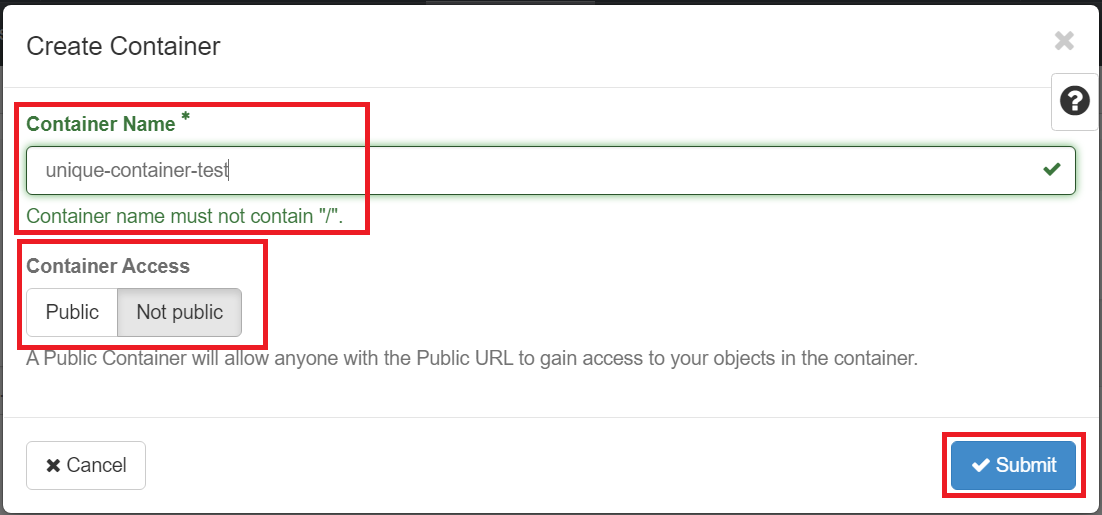 Create Container
Container Name *
unique-container-test
Container name must not contain "/".
Container Access
Public Not public
A Public Container will allow anyone with the Public URL to gain access to your objects in the container.
Cancel Submit